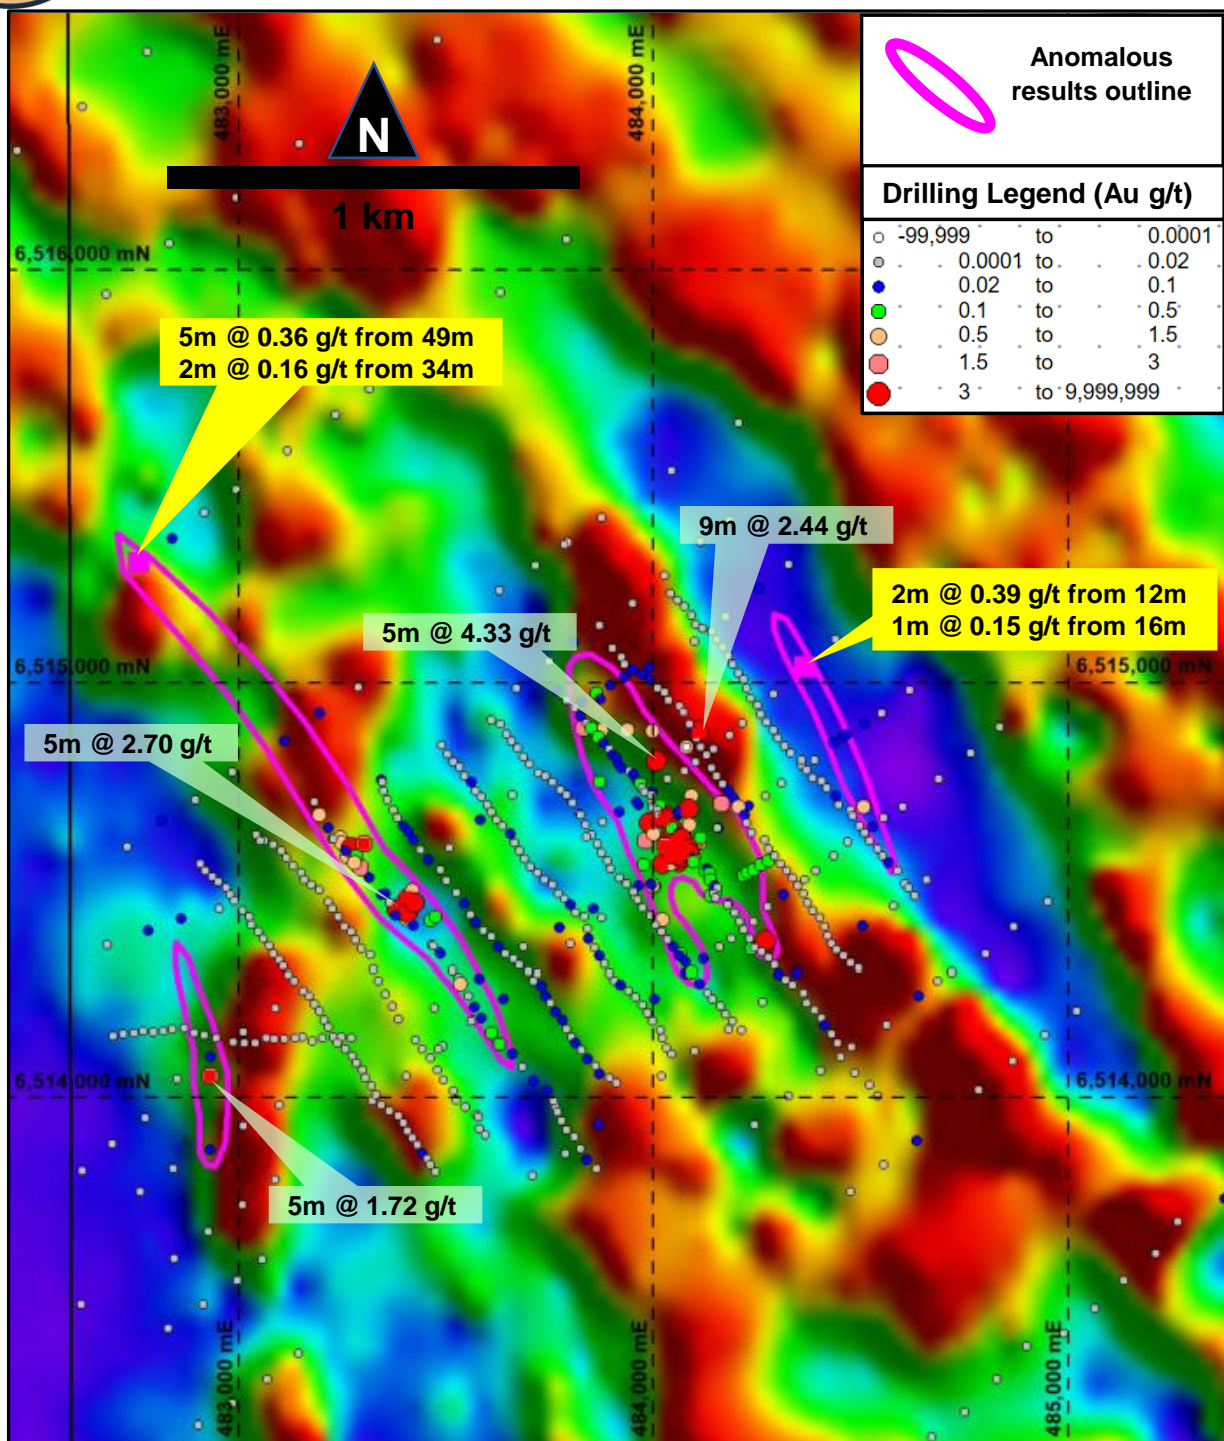 483,000 mE
484,000 mE
Anomalous
results outline
N
1 km
Drilling Legend (Au g/t)
-99,999 to 0.0001
0.0001 to 0.02
0.02 to 0.1
0.1 to 0.5
0.5 to 1.5
1.5 to 3
3 to 9,999,999
6,516,000 mN
5m @ 0.36 g/t from 49m
2m @ 0.16 g/t from 34m
9m @ 2.44 g/t
2m @ 0.39 g/t from 12m
1m @ 0.15 g/t from 16m
5m @ 4.33 g/t
6,515,000 mN
6,515,000 mN
5m @ 2.70 g/t
6,514,000 mN
6,514,000 mN
5m @ 1.72 g/t
483,000 mE
484,000 mE
485,000 mE